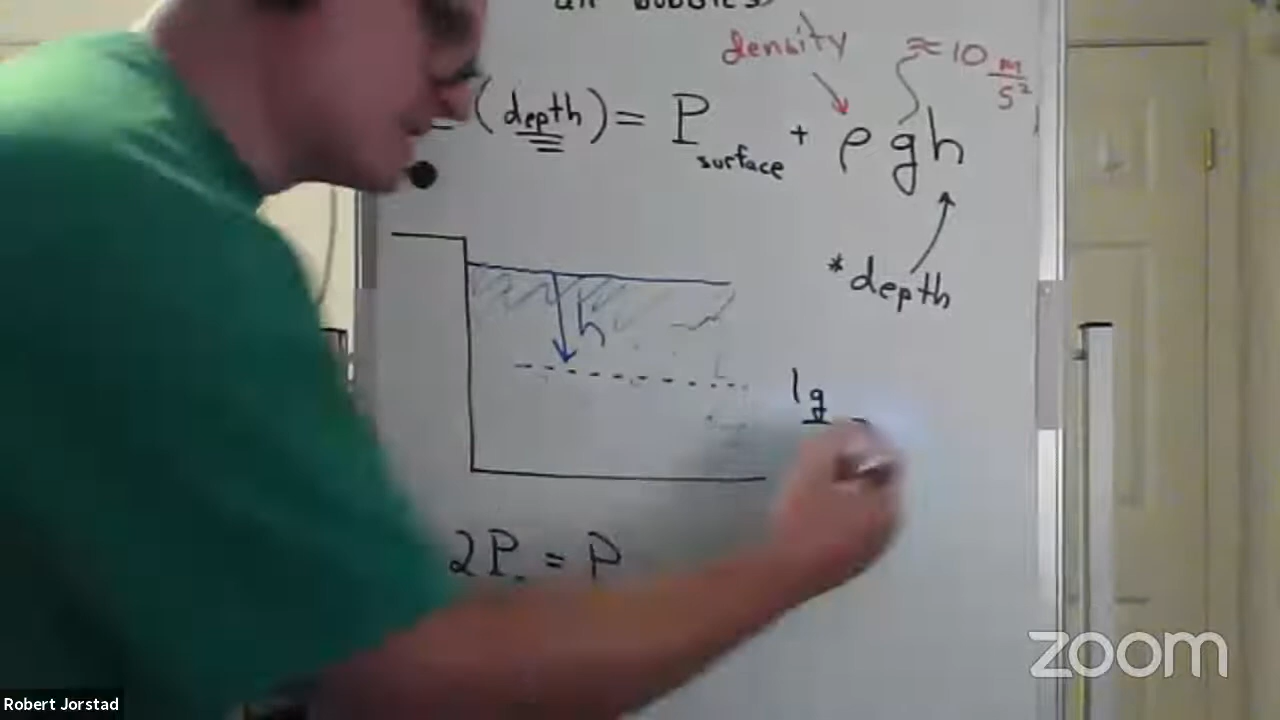 density ≈10 m/s²
(depth) = P surface + ρgh
*depth
h
1g
2P = P
zoom
Robert Jorstad